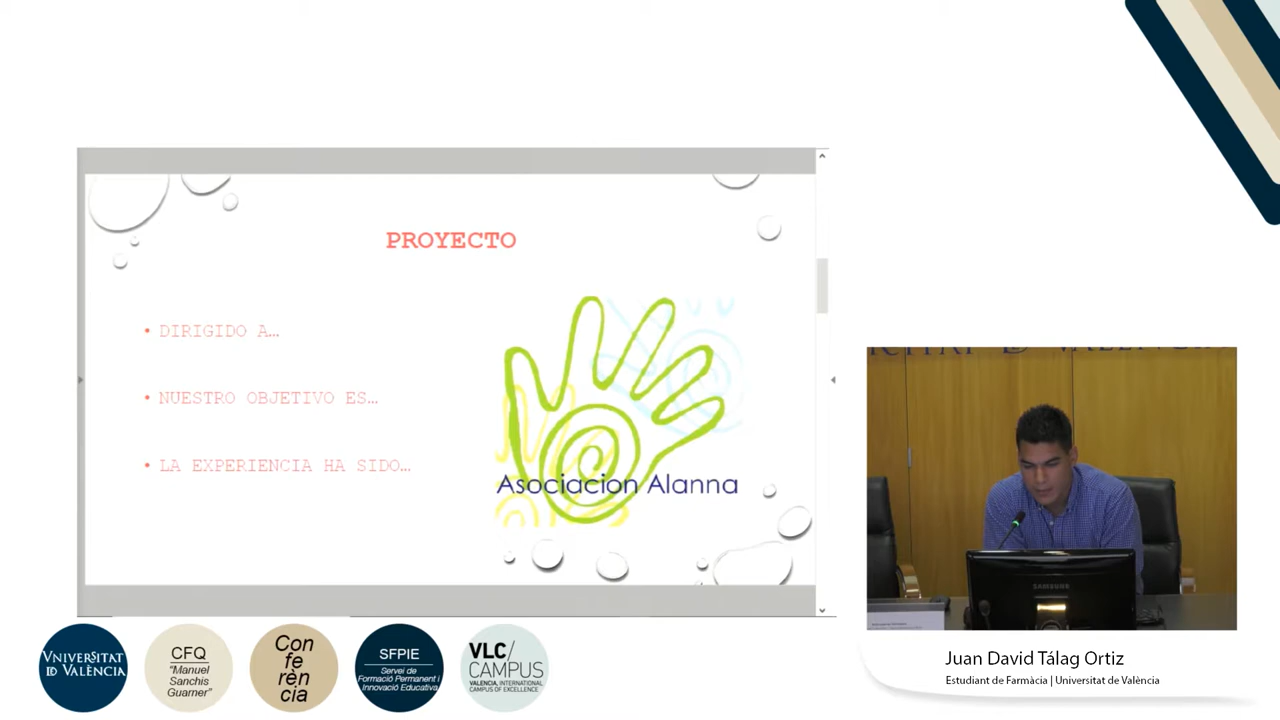 PROYECTO
• DIRIGIDO A…
• NUESTRO OBJETIVO ES…
• LA EXPERIENCIA HA SIDO…
Asociacion Alanna
SAMSUNG
Juan David Tálag Ortiz
Estudiant de Farmàcia | Universitat de València
VNIVERSITAT
D VALÈNCIA
CFQ
"Manuel
Sanchis
Guarner"
Con
fe
rèn
cia
SFPIE
Servei de
Formació Permanent i
Innovació Educativa
VLC/
CAMPUS
VALENCIA, INTERNATIONAL
CAMPUS OF EXCELLENCE